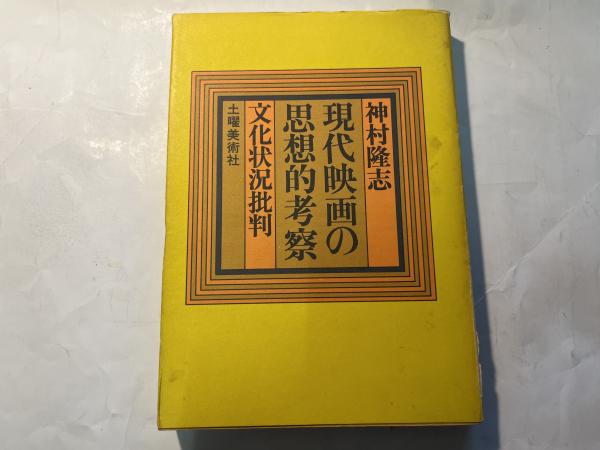 神村隆志
現代映画の
思想的考察
文化状況批判
土曜美術社